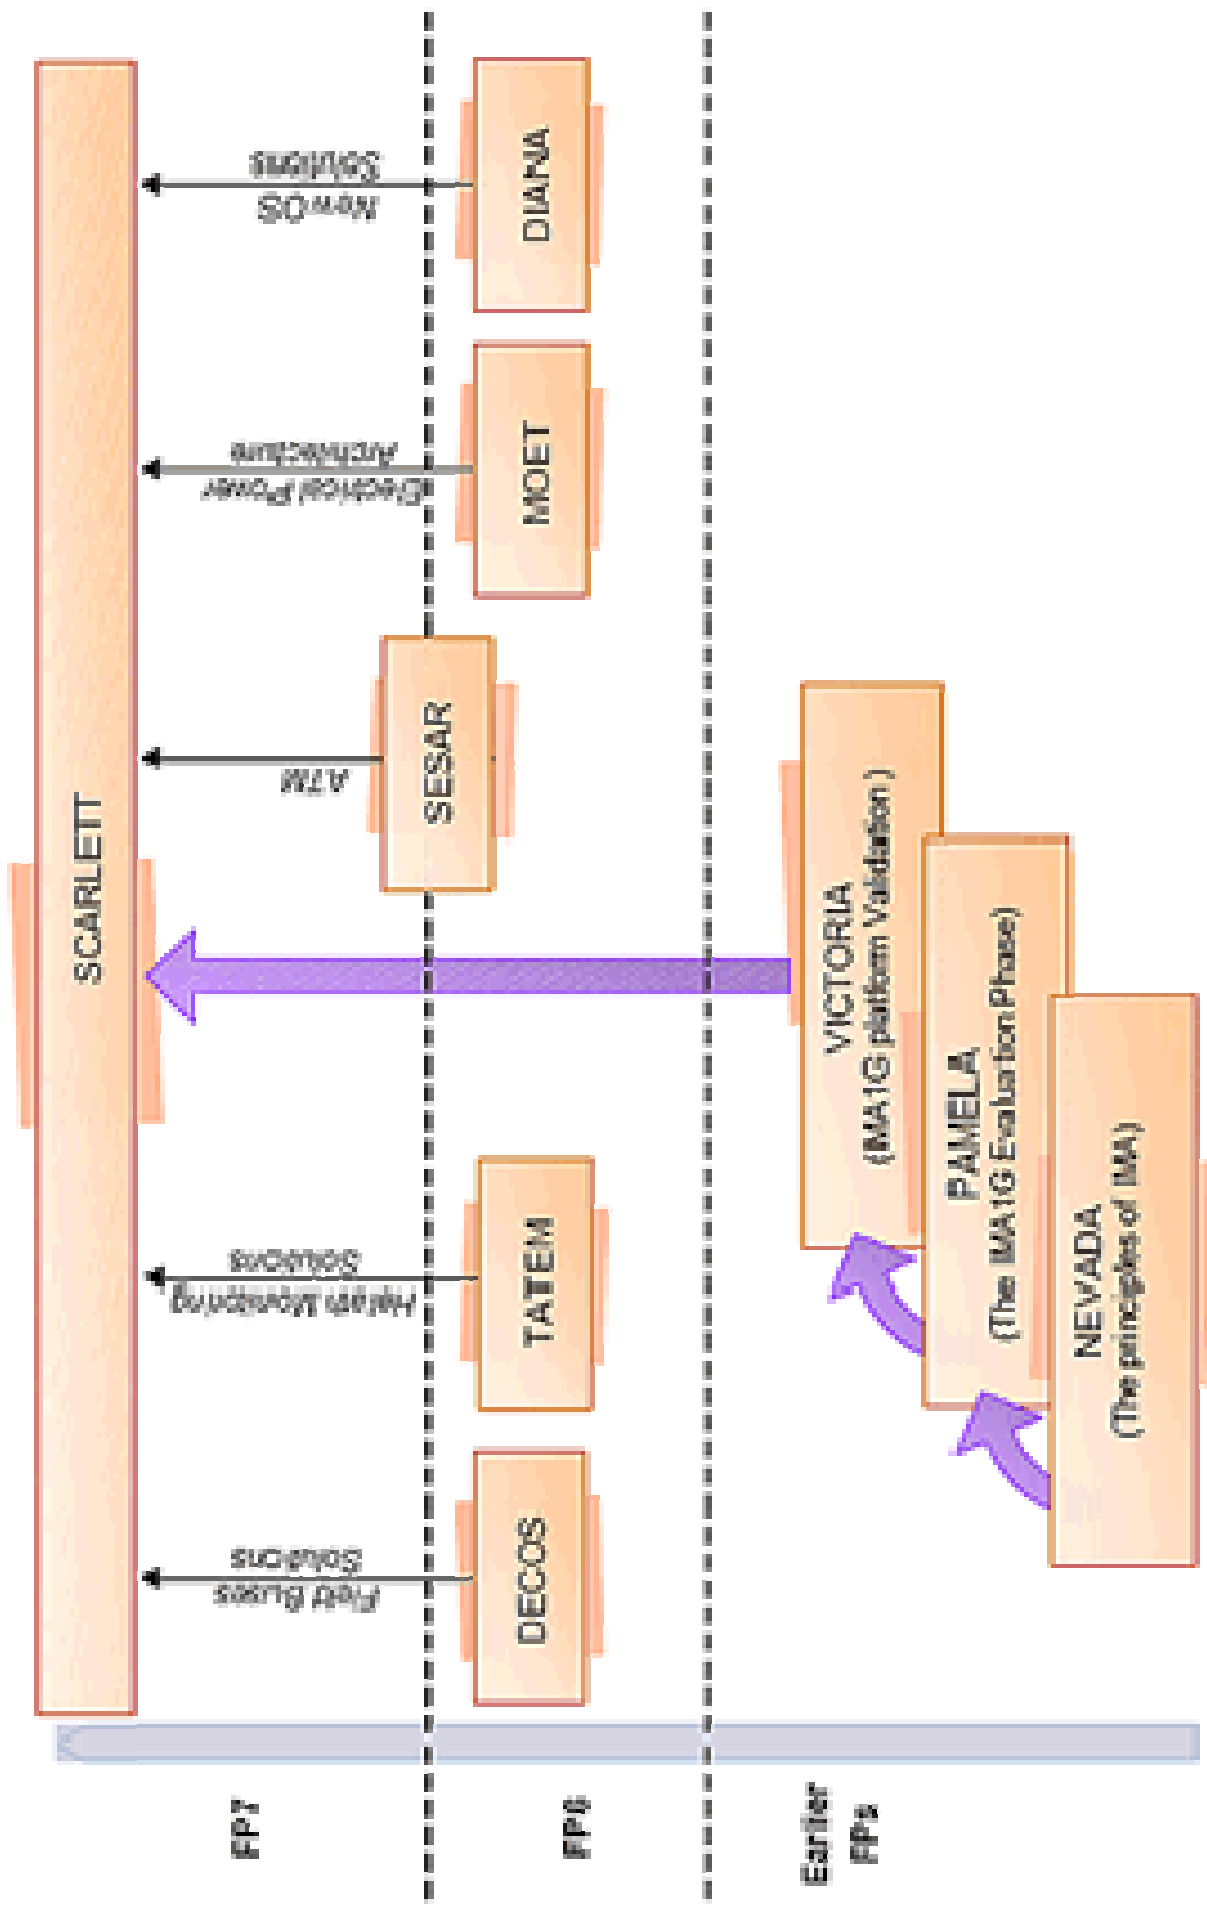 SCARLETT
Field Buses
Solutions
Health Monitoring
Solutions
ATM
Electrical Power
Architecture
New OS
Solutions
FP7
DECOS
TATEM
SESAR
MOET
DIANA
FP6
VICTORIA
(IMA1G platform Validation )
PAMELA
(The IMA1G Evaluation Phase)
NEVADA
(The principles of IMA)
Earlier
FPs